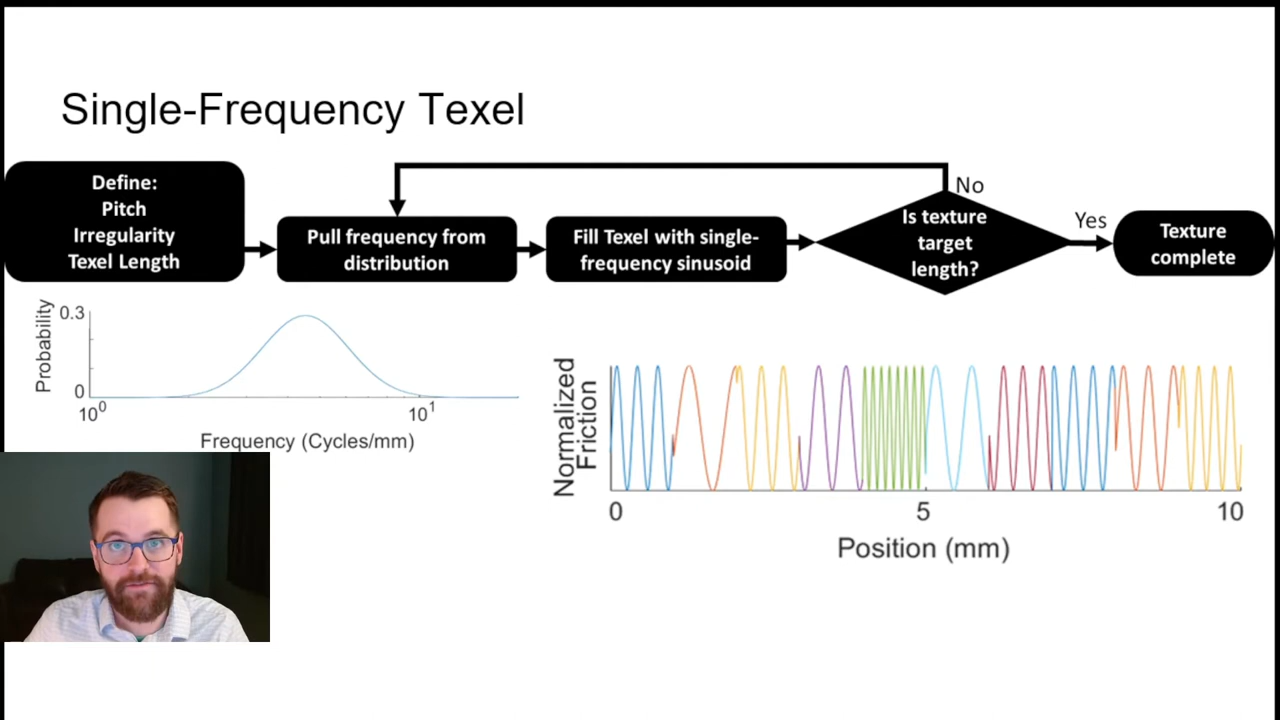 Single-Frequency Texel
Define:
Pitch
Irregularity
Texel Length
Pull frequency from
distribution
Fill Texel with single-
frequency sinusoid
Is texture
target
length?
No
Yes
Texture
complete
Probability
0.3
0
10^0
10^1
Frequency (Cycles/mm)
Normalized
Friction
0
5
10
Position (mm)